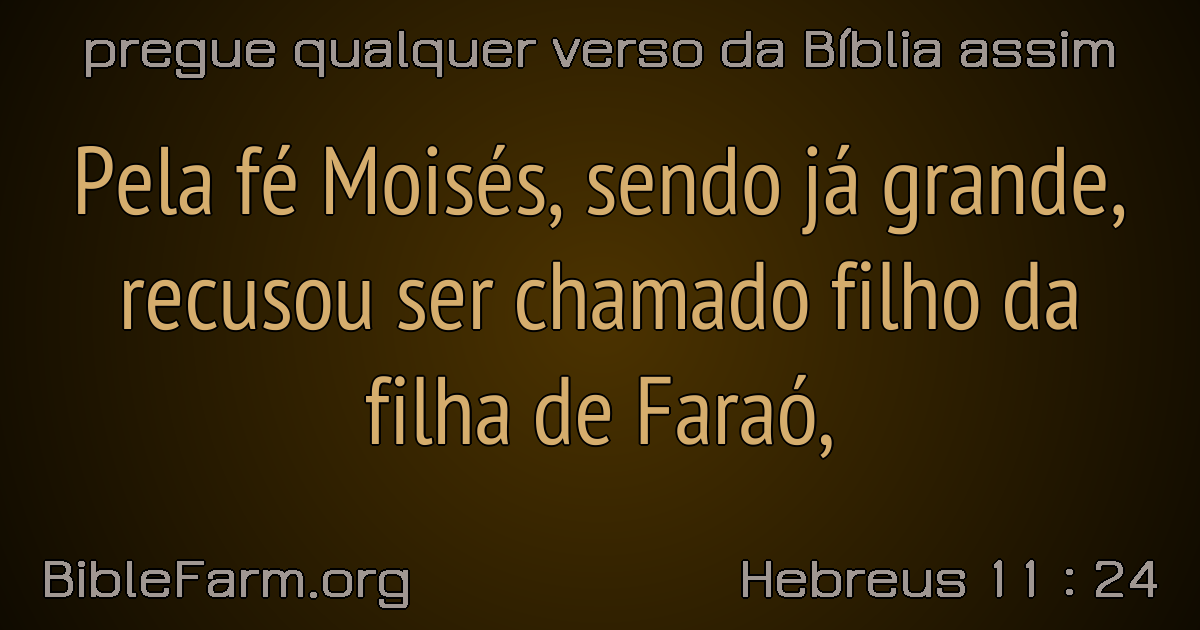 pregue qualquer verso da Bíblia assim
Pela fé Moisés, sendo já grande,
recusou ser chamado filho da
filha de Faraó,
BibleFarm.org
Hebreus 11 : 24